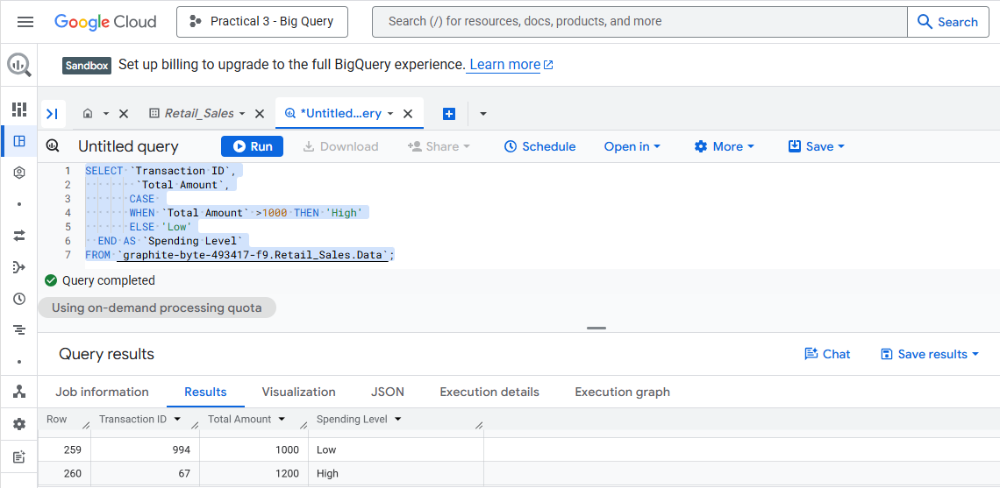 Google Cloud
Practical 3 - Big Query
Search (/) for resources, docs, products, and more
Search
Sandbox Set up billing to upgrade to the full BigQuery experience. Learn more
Retail_Sales
*Untitled...ery
Untitled query
Run
Download
Share
Schedule
Open in
More
Save
1 SELECT `Transaction ID`,
2 `Total Amount`,
3 CASE
4 WHEN `Total Amount` >1000 THEN 'High'
5 ELSE 'Low'
6 END AS `Spending Level`
7 FROM `graphite-byte-493417-f9.Retail_Sales.Data`;
Query completed
Using on-demand processing quota
Query results
Chat
Save results
Job information Results Visualization JSON Execution details Execution graph
Row Transaction ID Total Amount Spending Level
259 994 1000 Low
260 67 1200 High